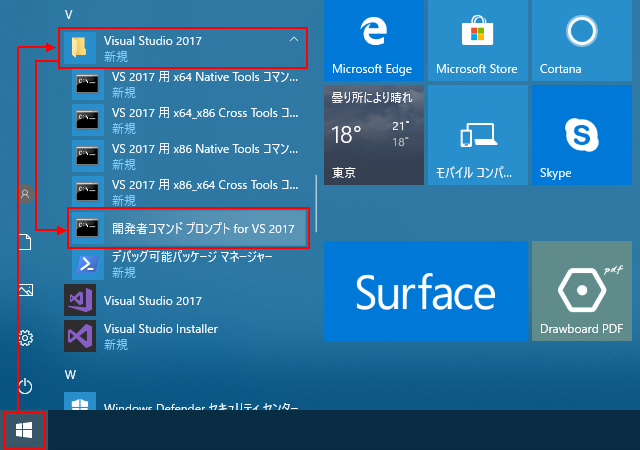 V
Visual Studio 2017
新規
VS 2017 用 x64 Native Tools コマン...
新規
VS 2017 用 x64_x86 Cross Tools コ...
新規
VS 2017 用 x86 Native Tools コマン...
新規
VS 2017 用 x86_x64 Cross Tools コ...
新規
開発者コマンド プロンプト for VS 2017
デバッグ可能パッケージ マネージャー
新規
Visual Studio 2017
Visual Studio Installer
新規
W
Windows Defender セキュリティ センター
Microsoft Edge
Microsoft Store
Cortana
曇り所により晴れ
18°
21°
18°
東京
モバイル コンパ...
Skype
Surface
pdf
Drawboard PDF